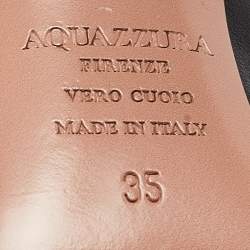 AQUAZZURA
FIRENZE
VERO CUOIO
MADE IN ITALY
35